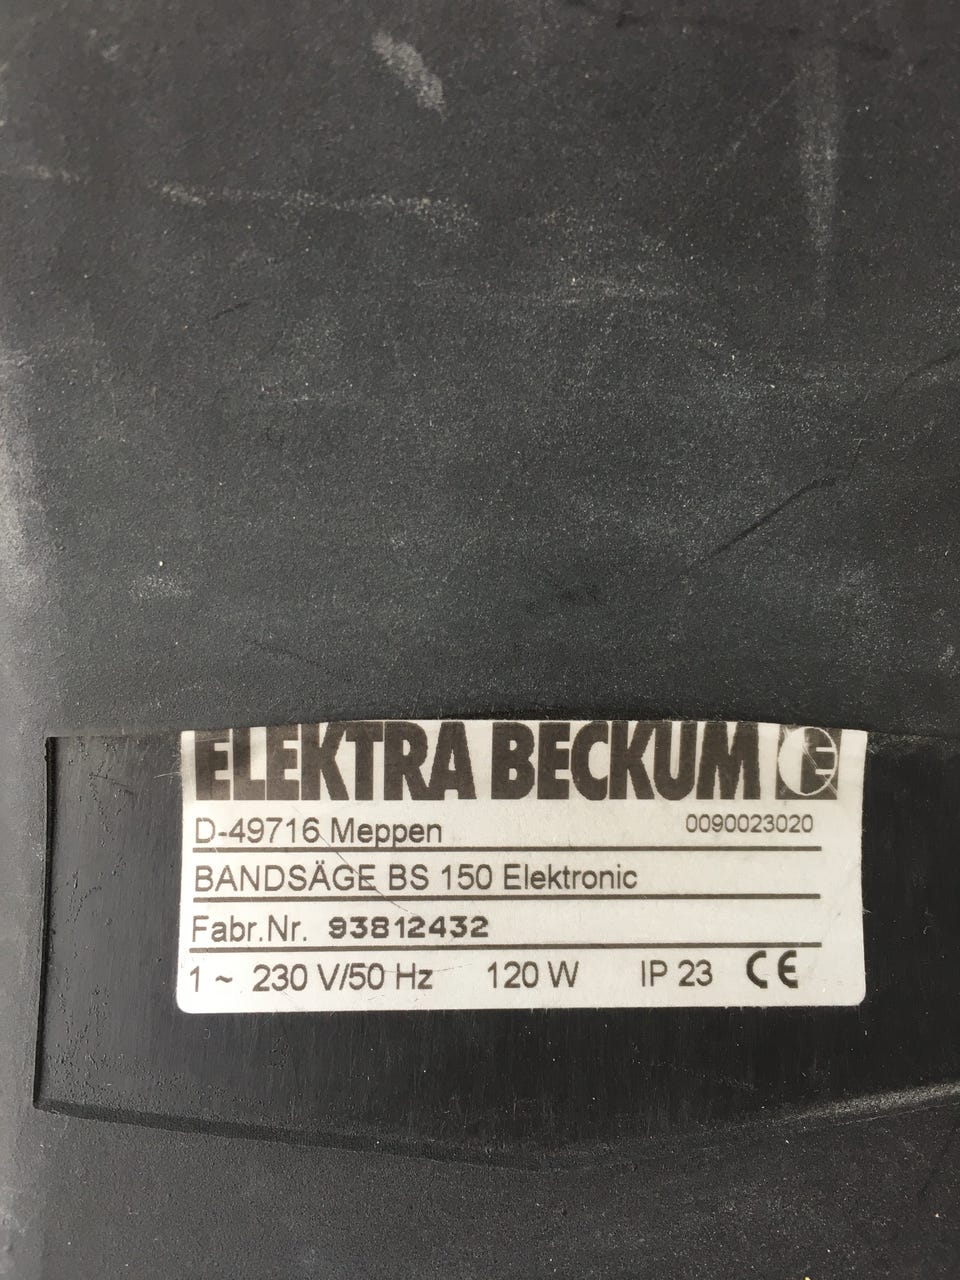 ELEKTRA BECKUM E
D-49716 Meppen 0090023020
BANDSÄGE BS 150 Elektronic
Fabr.Nr. 93812432
1 ~ 230 V/50 Hz 120 W IP 23 CE